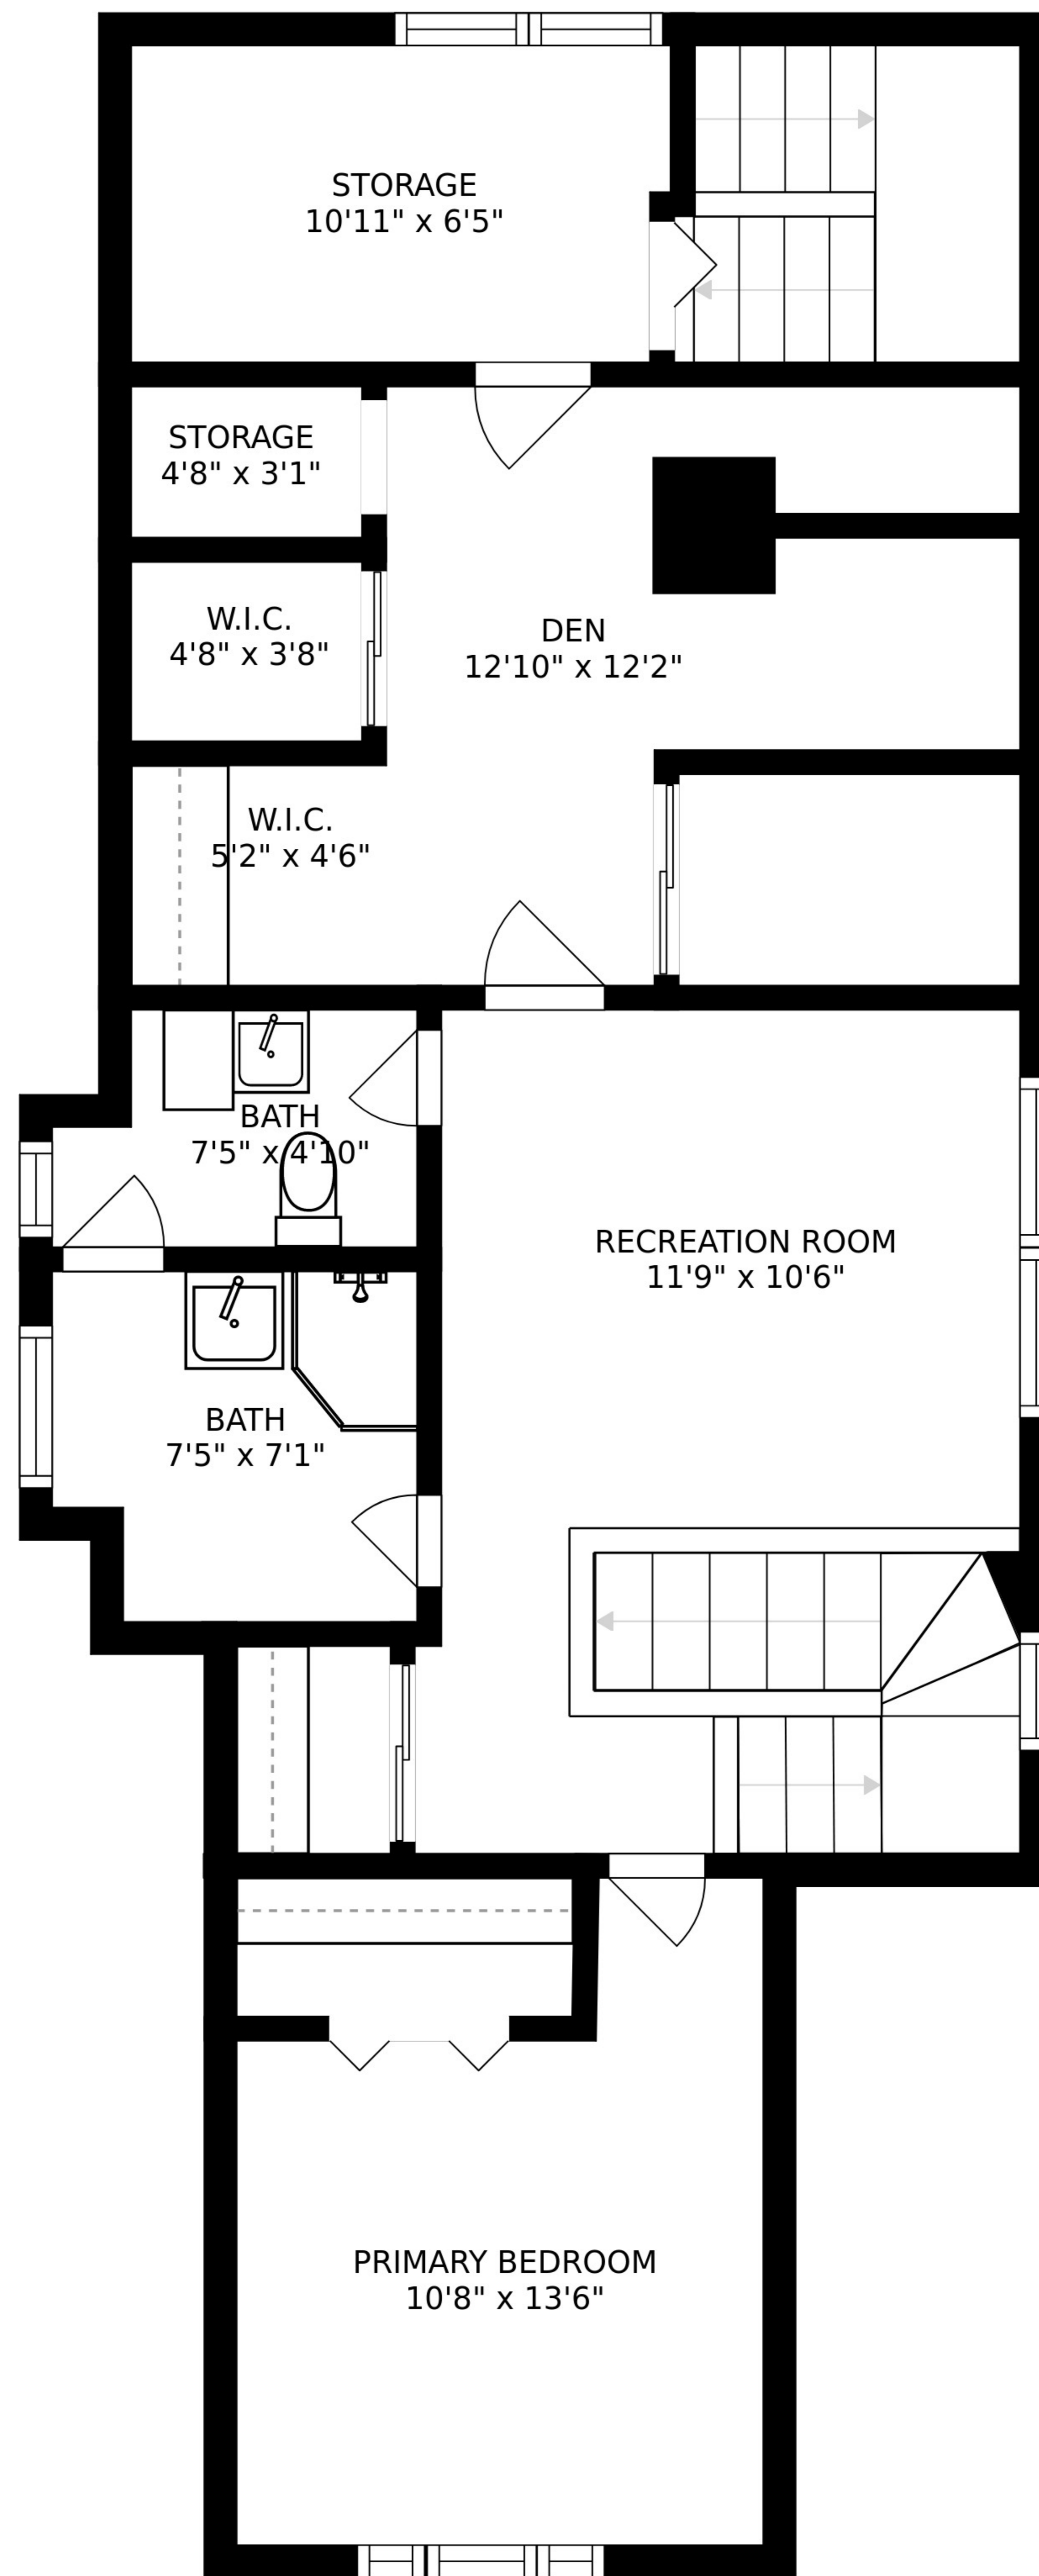 STORAGE
10'11" x 6'5"
STORAGE
4'8" x 3'1"
W.I.C.
4'8" x 3'8"
DEN
12'10" x 12'2"
W.I.C.
5'2" x 4'6"
BATH
7'5" x 4'10"
RECREATION ROOM
11'9" x 10'6"
BATH
7'5" x 7'1"
PRIMARY BEDROOM
10'8" x 13'6"